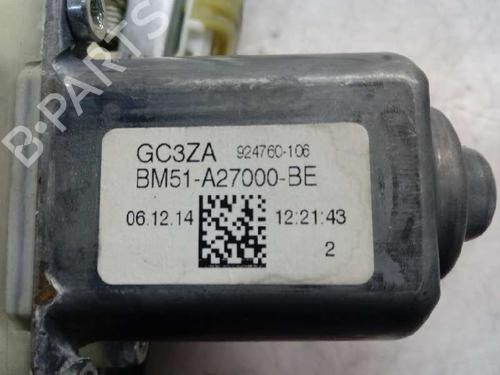 B-PARTS
GC3ZA 924760-106
BM51-A27000-BE
06.12.14 12:21:43
2